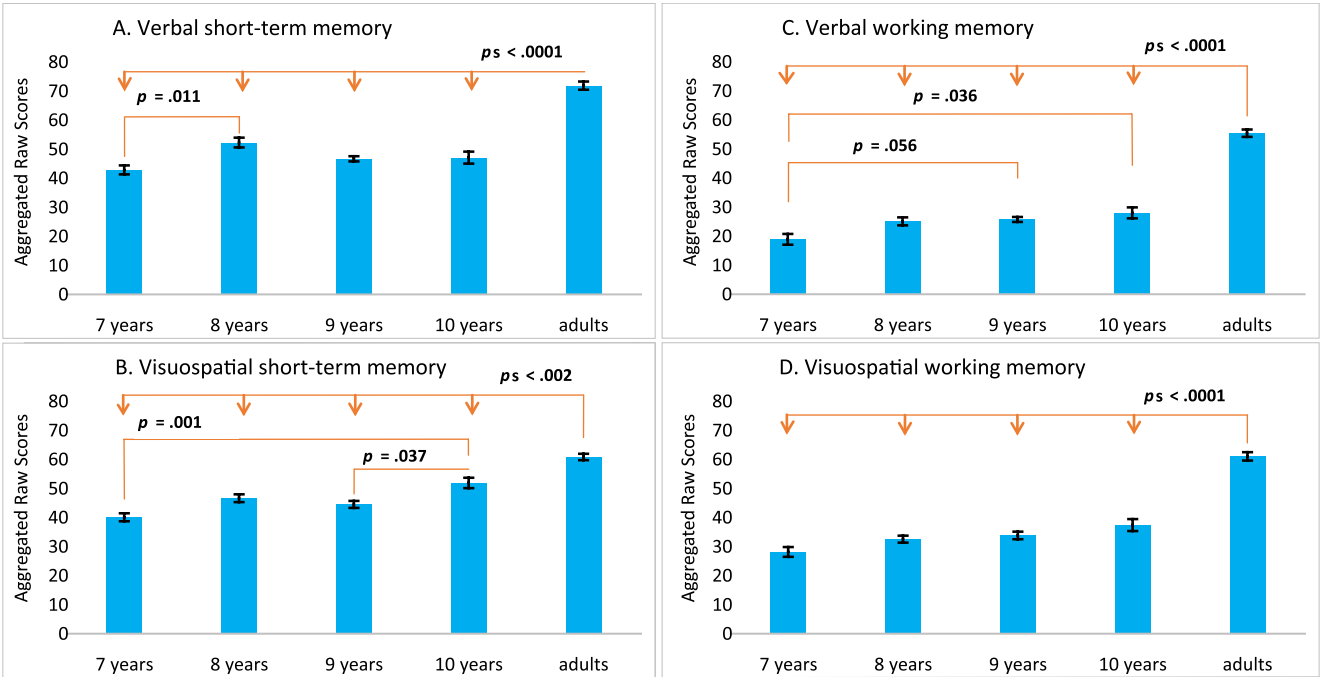 A. Verbal short-term memory
ps < .0001
p = .011
Aggregated Raw Scores
80
70
60
50
40
30
20
10
0
7 years 8 years 9 years 10 years adults
C. Verbal working memory
ps < .0001
p = .036
p = .056
Aggregated Raw Scores
80
70
60
50
40
30
20
10
0
7 years 8 years 9 years 10 years adults
B. Visuospatial short-term memory
ps < .002
p = .001
p = .037
Aggregated Raw Scores
80
70
60
50
40
30
20
10
0
7 years 8 years 9 years 10 years adults
D. Visuospatial working memory
ps < .0001
Aggregated Raw Scores
80
70
60
50
40
30
20
10
0
7 years 8 years 9 years 10 years adults